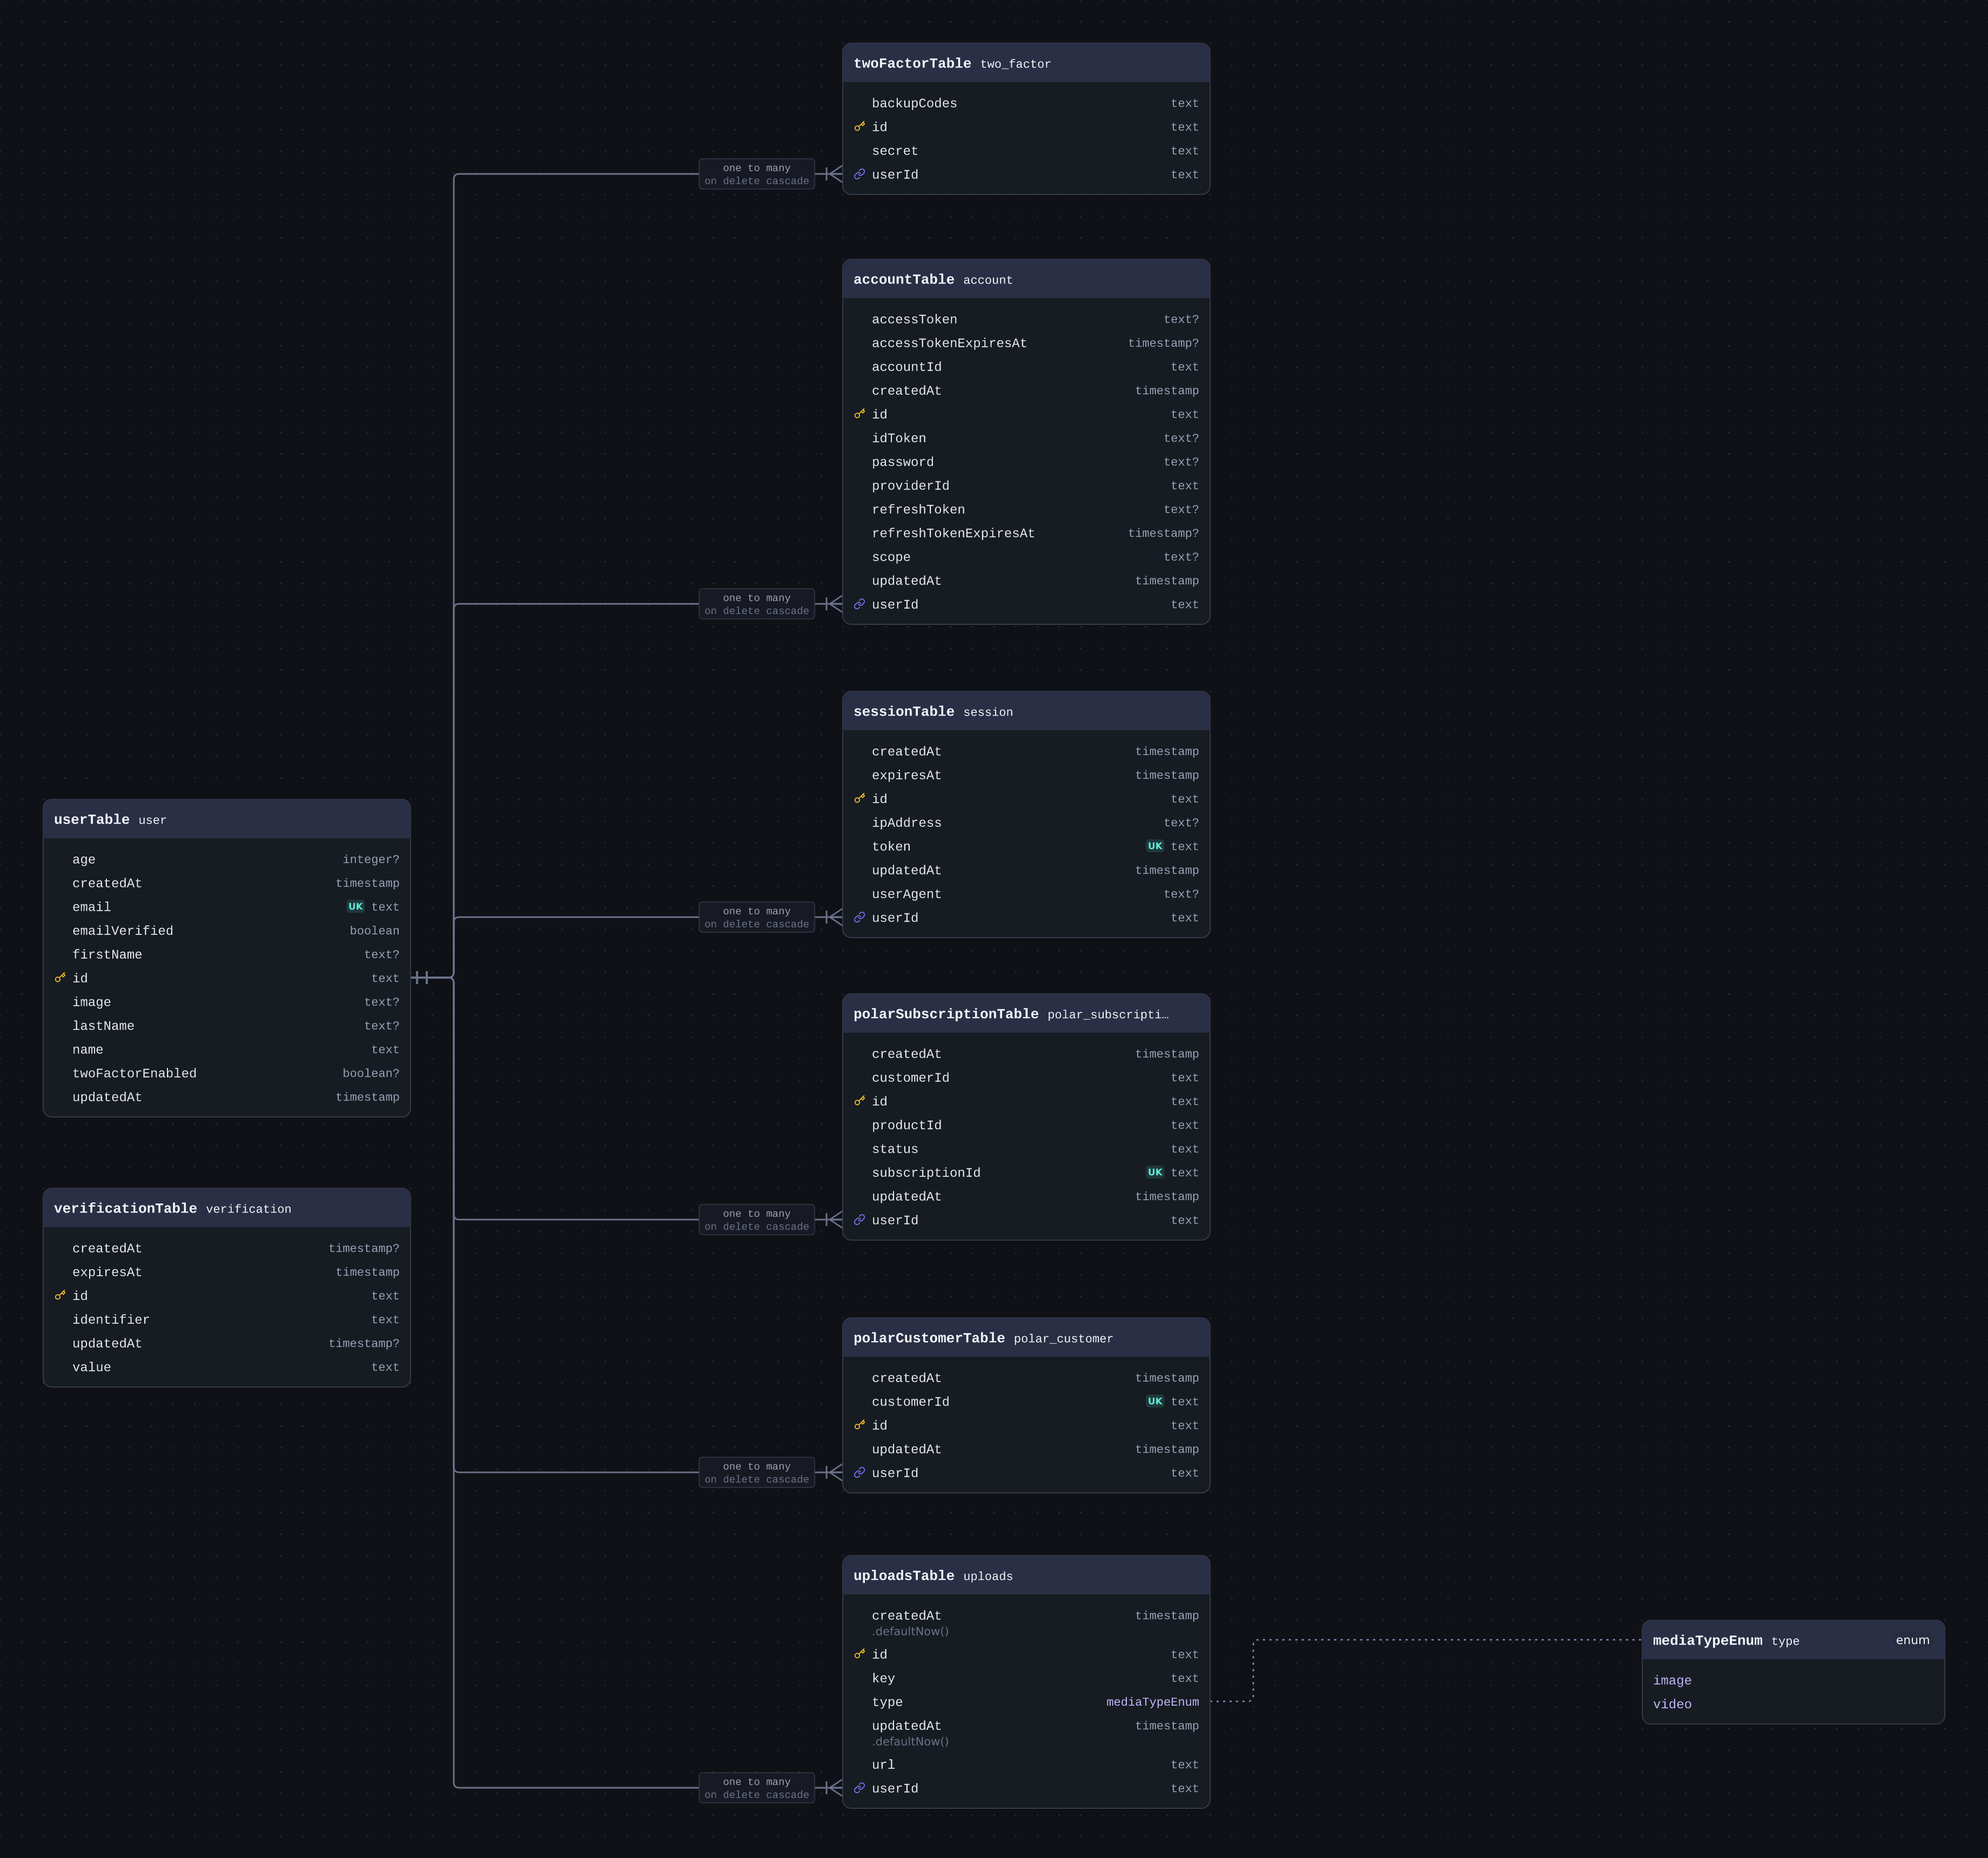 twoFactorTable two_factor
backupCodes text
id text
secret text
userId text
one to many
on delete cascade
accountTable account
accessToken text?
accessTokenExpiresAt timestamp?
accountId text
createdAt timestamp
id text
idToken text?
password text?
providerId text
refreshToken text?
refreshTokenExpiresAt timestamp?
scope text?
updatedAt timestamp
userId text
one to many
on delete cascade
sessionTable session
createdAt timestamp
expiresAt timestamp
id text
ipAddress text?
token UK text
updatedAt timestamp
userAgent text?
userId text
one to many
on delete cascade
userTable user
age integer?
createdAt timestamp
email UK text
emailVerified boolean
firstName text?
id text
image text?
lastName text?
name text
twoFactorEnabled boolean?
updatedAt timestamp
polarSubscriptionTable polar_subscripti…
createdAt timestamp
customerId text
id text
productId text
status text
subscriptionId UK text
updatedAt timestamp
userId text
one to many
on delete cascade
verificationTable verification
createdAt timestamp?
expiresAt timestamp
id text
identifier text
updatedAt timestamp?
value text
polarCustomerTable polar_customer
createdAt timestamp
customerId UK text
id text
updatedAt timestamp
userId text
one to many
on delete cascade
uploadsTable uploads
createdAt timestamp
.defaultNow()
id text
key text
type mediaTypeEnum
updatedAt timestamp
.defaultNow()
url text
userId text
one to many
on delete cascade
mediaTypeEnum type enum
image
video